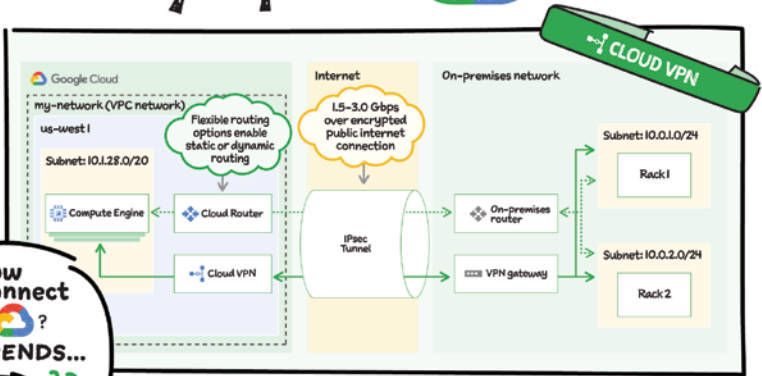 CLOUD VPN
Google Cloud
Internet
On-premises network
my-network (VPC network)
us-west1
Flexible routing
options enable
static or dynamic
routing
1.5-3.0 Gbps
over encrypted
public internet
connection
Subnet: 10.1.28.0/20
Subnet: 10.0.1.0/24
Rack 1
Compute Engine
Cloud Router
IPsec
Tunnel
On-premises
router
Cloud VPN
VPN gateway
Subnet: 10.0.2.0/24
Rack 2
onnect
?
ENDS...